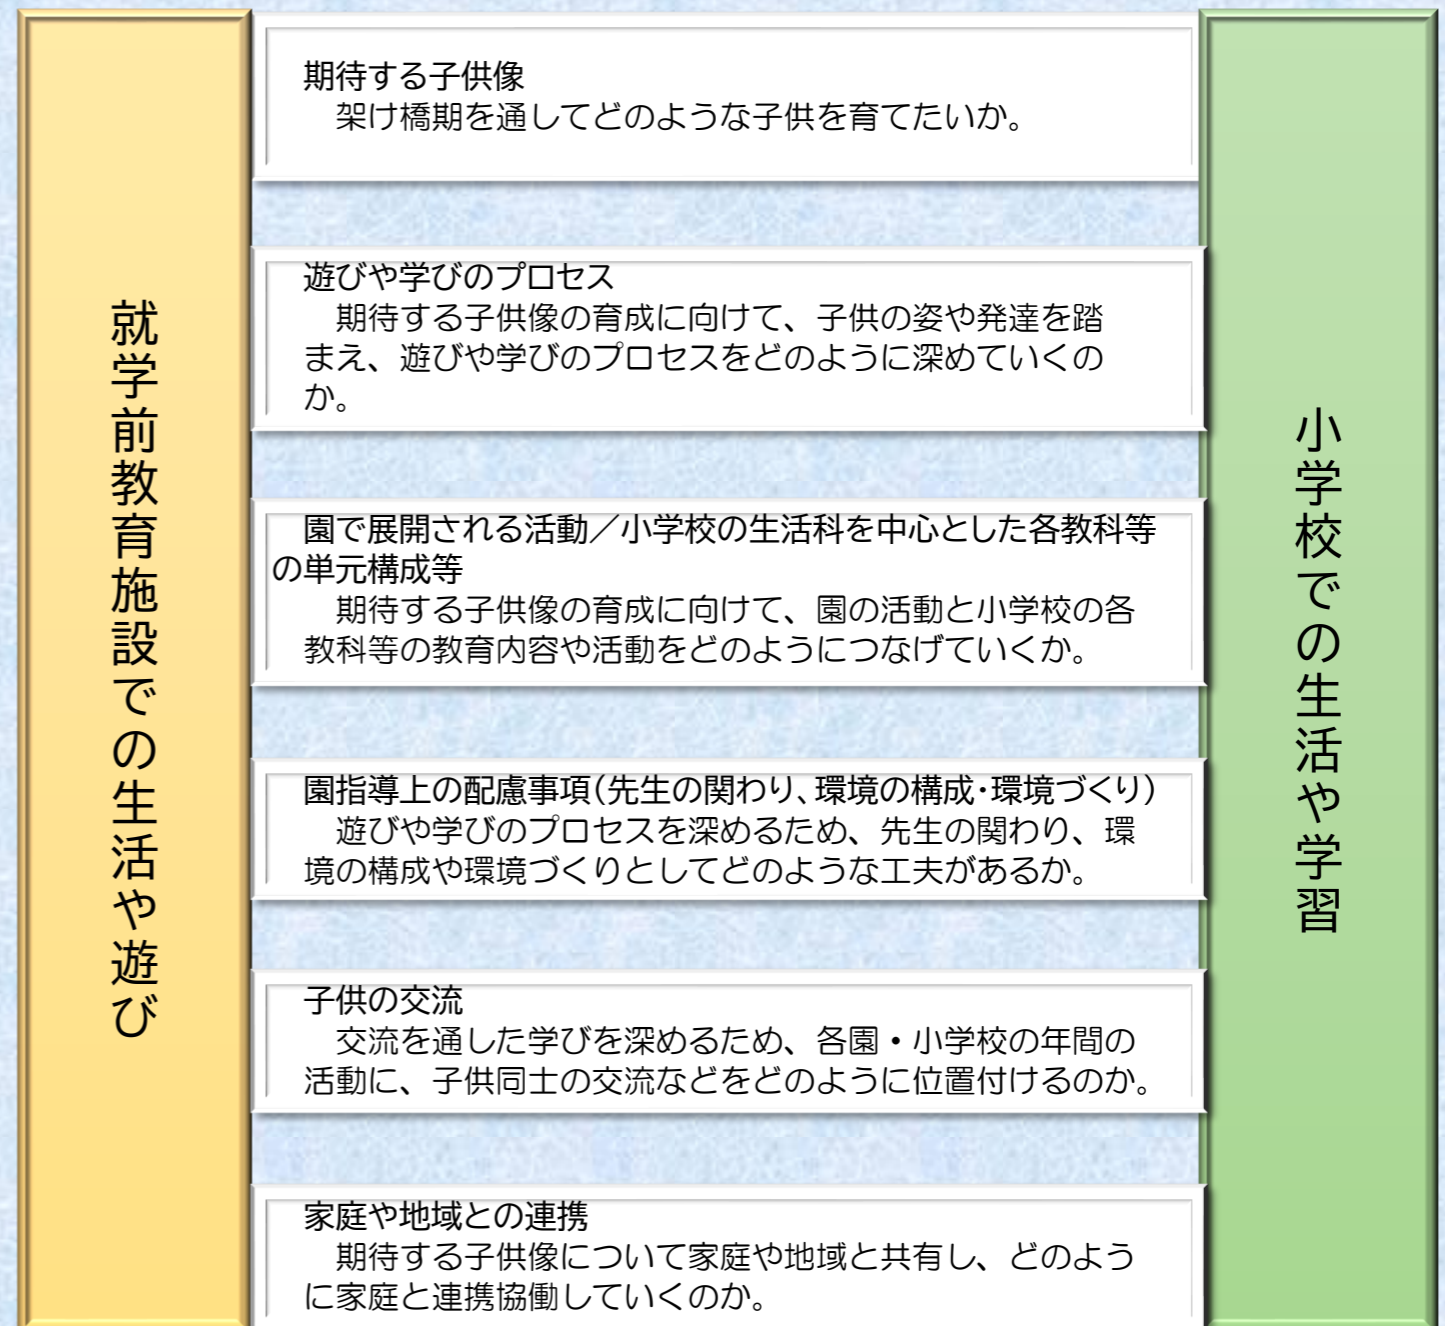 就学前教育施設での生活や遊び
期待する子供像
架け橋期を通してどのような子供を育てたいか。
遊びや学びのプロセス
期待する子供像の育成に向けて、子供の姿や発達を踏
まえ、遊びや学びのプロセスをどのように深めていくの
か。
園で展開される活動／小学校の生活科を中心とした各教科等
の単元構成等
期待する子供像の育成に向けて、園の活動と小学校の各
教科等の教育内容や活動をどのようにつなげていくか。
園指導上の配慮事項（先生の関わり、環境の構成・環境づくり）
遊びや学びのプロセスを深めるため、先生の関わり、環
境の構成や環境づくりとしてどのような工夫があるか。
子供の交流
交流を通した学びを深めるため、各園・小学校の年間の
活動に、子供同士の交流などをどのように位置付けるのか。
家庭や地域との連携
期待する子供像について家庭や地域と共有し、どのよう
に家庭と連携協働していくのか。
小学校での生活や学習